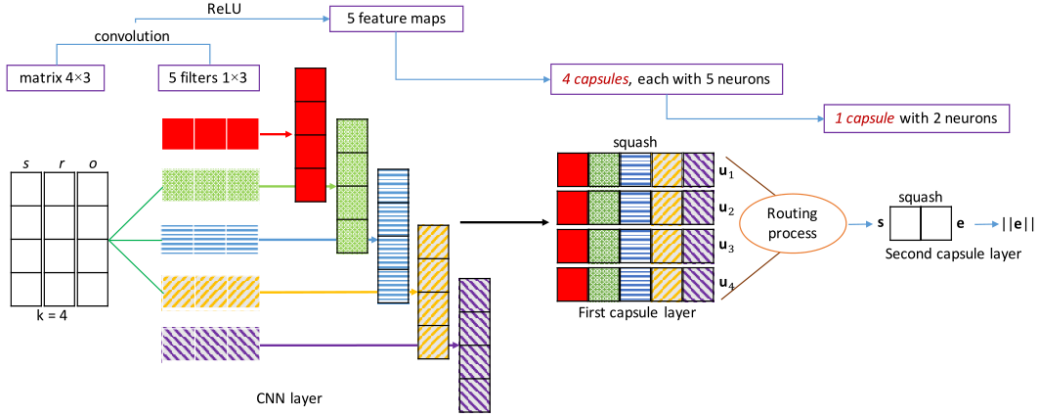 ReLU
convolution
5 feature maps
matrix 4×3
5 filters 1×3
4 capsules, each with 5 neurons
1 capsule with 2 neurons
s r o
k = 4
CNN layer
squash
u1
u2
u3
u4
First capsule layer
Routing
process
squash
s e ||e||
Second capsule layer